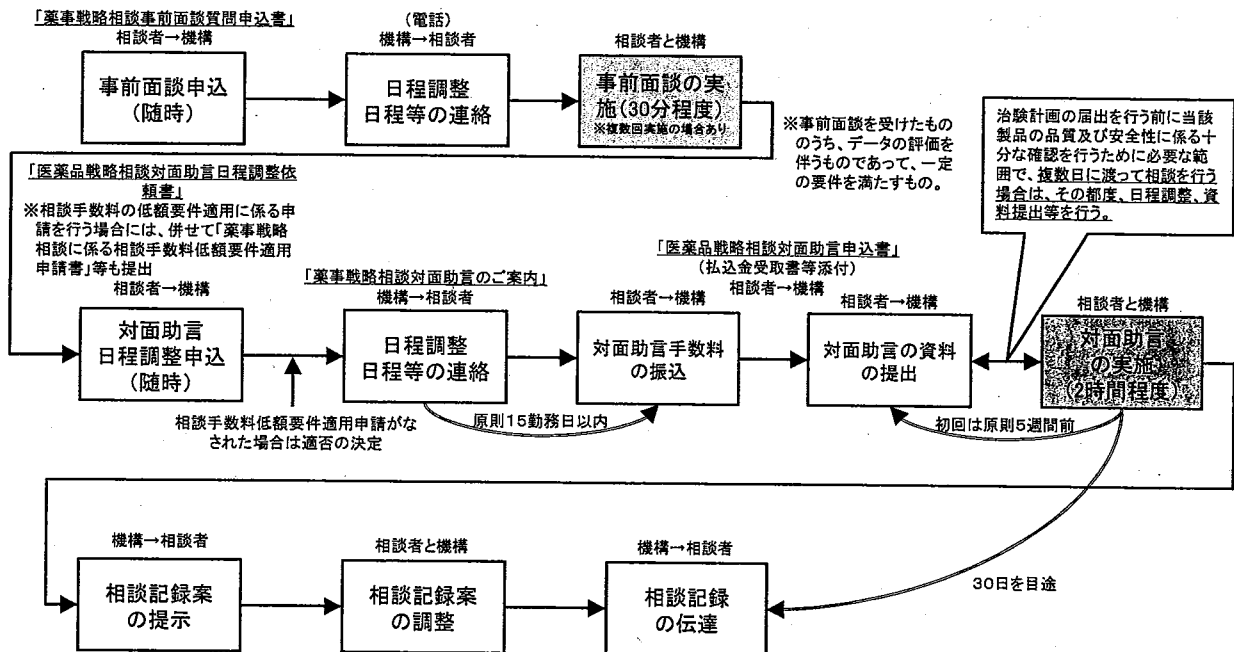 「薬事戦略相談事前面談質問申込書」
相談者→機構
事前面談申込
(随時)
(電話)
機構→相談者
日程調整
日程等の連絡
相談者と機構
事前面談の実
施(30分程度)
※複数回実施の場合あり
※事前面談を受けたもの
のうち、データの評価を
伴うものであって、一定
の要件を満たすもの。
治験計画の届出を行う前に当該
製品の品質及び安全性に係る十
分な確認を行うために必要な範
囲で、複数日に渡って相談を行う
場合は、その都度、日程調整、資
料提出等を行う。
「医薬品戦略相談対面助言日程調整依
頼書」
※相談手数料の低額要件適用に係る申
請を行う場合には、併せて「薬事戦略
相談に係る相談手数料低額要件適用
申請書」等も提出
相談者→機構
対面助言
日程調整申込
(随時)
相談手数料低額要件適用申請がな
された場合は適否の決定
「薬事戦略相談対面助言のご案内」
機構→相談者
日程調整
日程等の連絡
原則15勤務日以内
「医薬品戦略相談対面助言申込書」
(払込金受取書等添付)
相談者→機構
相談者→機構
対面助言手数料
の振込
相談者→機構
対面助言の資料
の提出
相談者と機構
対面助言
の実施
(2時間程度)
初回は原則5週間前
機構→相談者
相談記録案
の提示
相談者と機構
相談記録案
の調整
機構→相談者
相談記録
の伝達
30日を目途